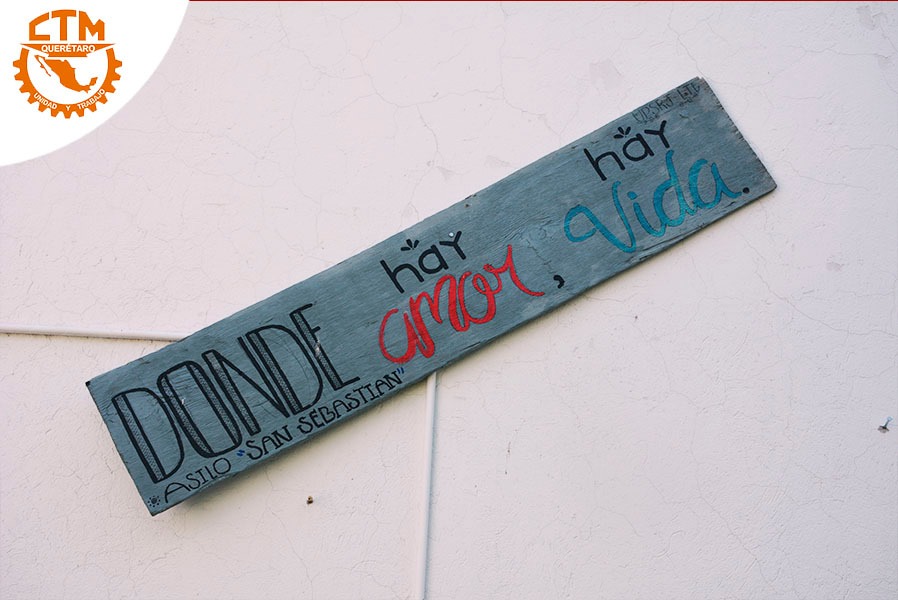 CTM
QUERÉTARO
UNIDAD Y TRABAJO
DONDE hay amor, hay Vida.
ASILO "SAN SEBASTIAN"